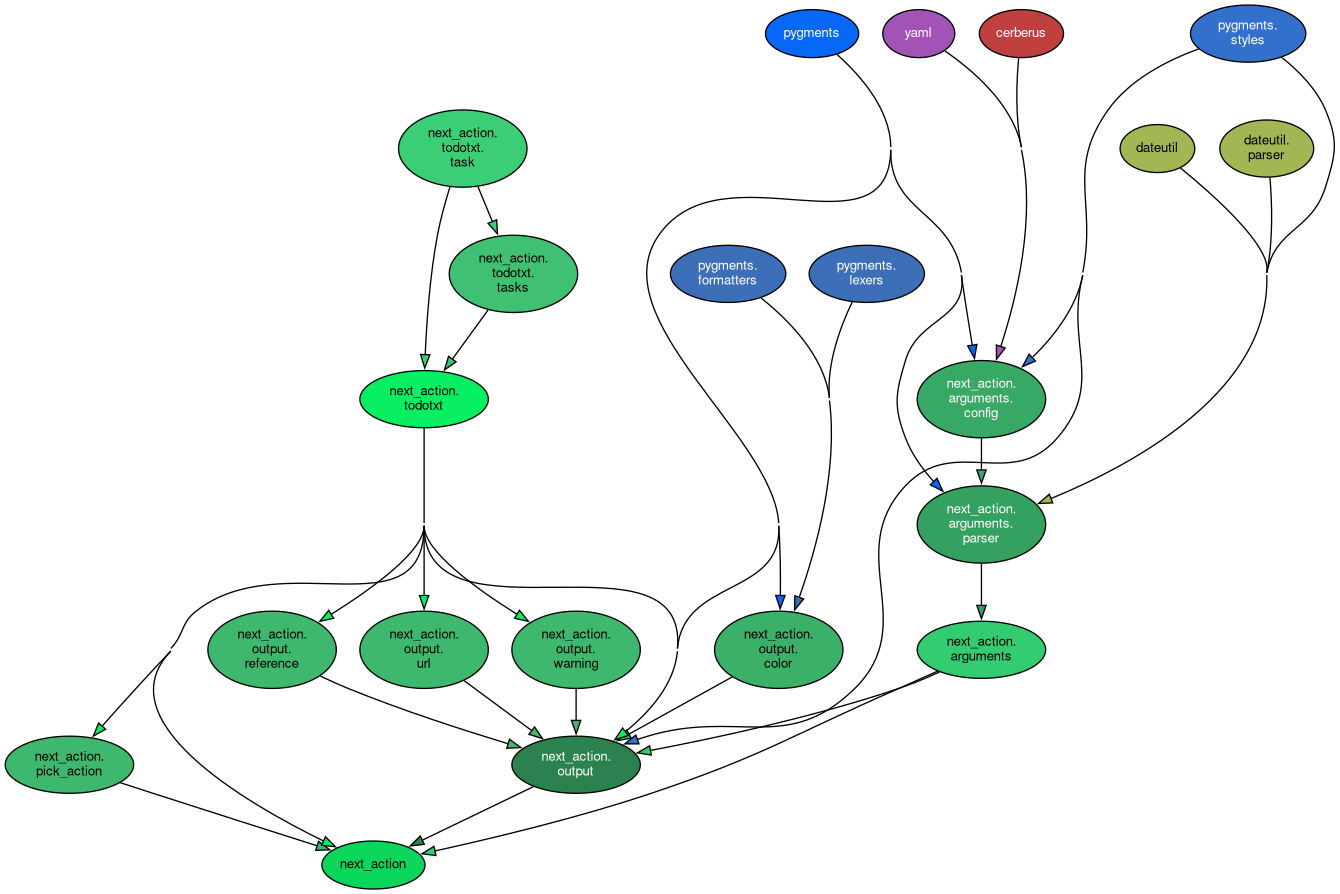 pygments
yaml
cerberus
pygments.
styles
next_action.
todotxt.
task
dateutil
dateutil.
parser
next_action.
todotxt.
tasks
pygments.
formatters
pygments.
lexers
next_action.
todotxt
next_action.
arguments.
config
next_action.
arguments.
parser
next_action.
output.
reference
next_action.
output.
url
next_action.
output.
warning
next_action.
output.
color
next_action.
arguments
next_action.
pick_action
next_action.
output
next_action